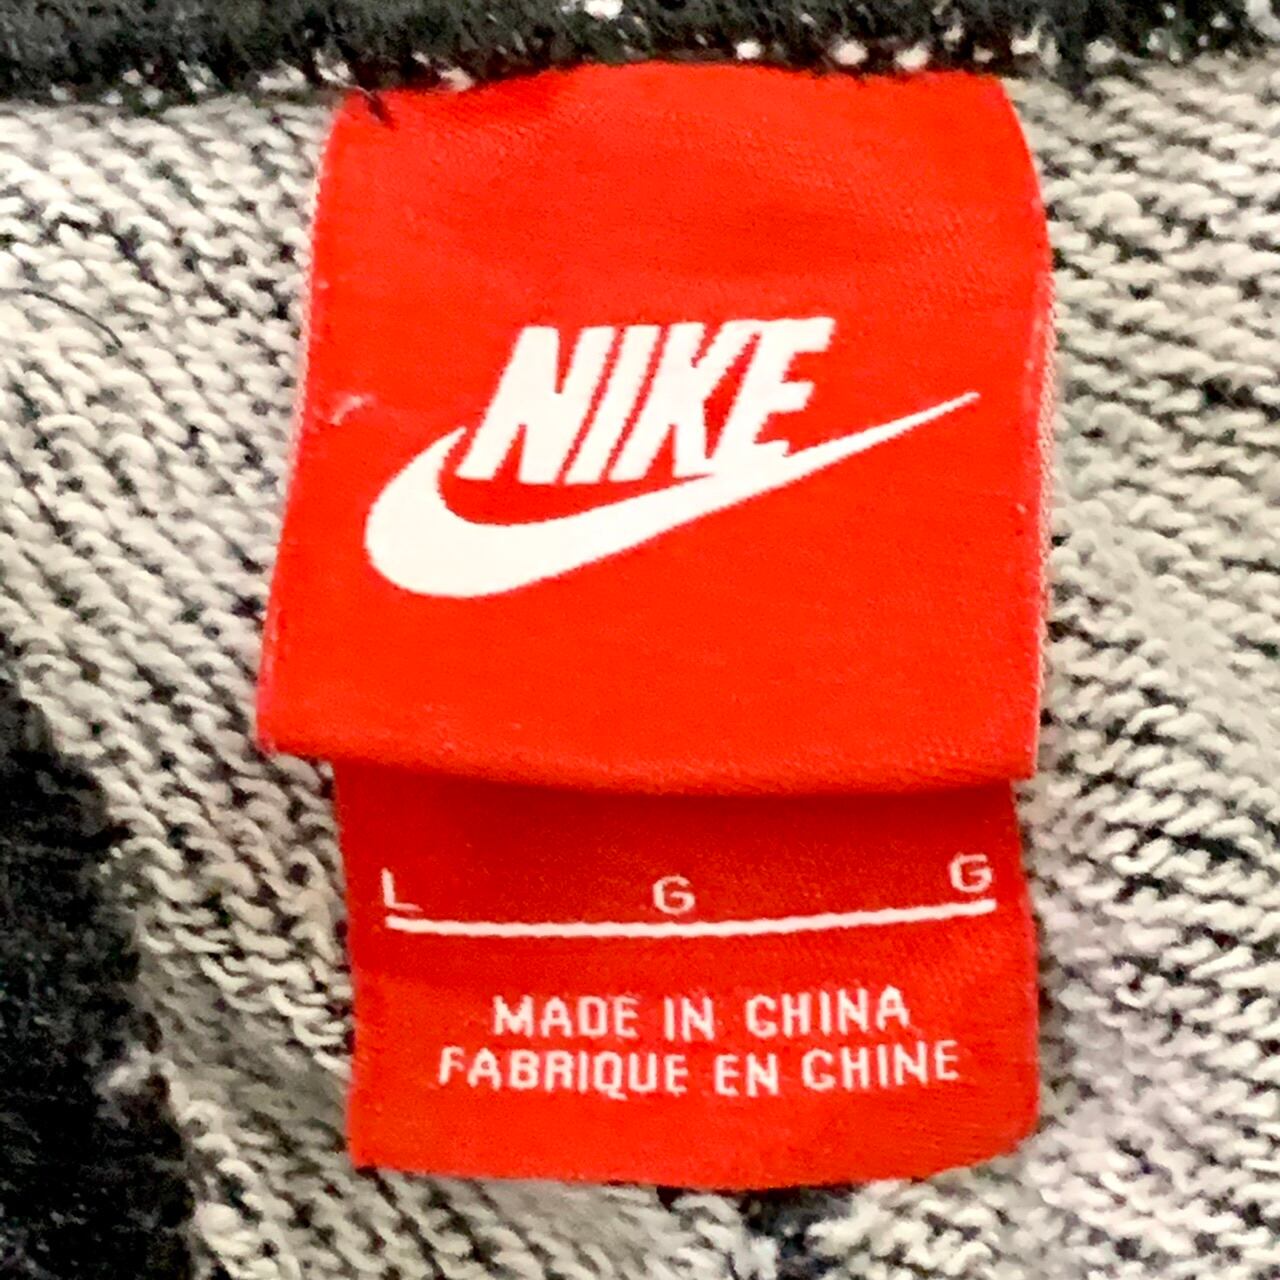 NIKE
L G G
MADE IN CHINA
FABRIQUE EN CHINE